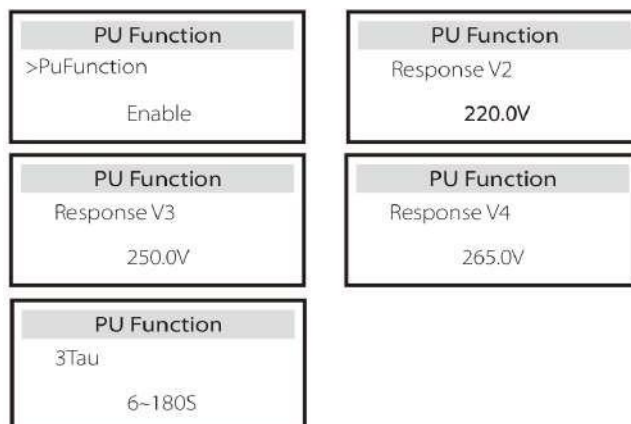 PU Function
>PuFunction
Enable
PU Function
Response V2
220.0V
PU Function
Response V3
250.0V
PU Function
Response V4
265.0V
PU Function
3Tau
6~180S